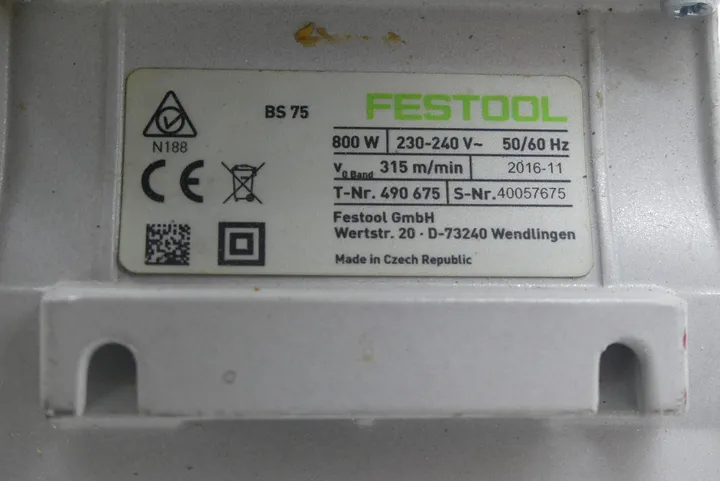 BS 75
FESTOOL
N188
800 W 230-240 V~ 50/60 Hz
v₀ Band 315 m/min 2016-11
T-Nr. 490 675 S-Nr. 40057675
CE
Festool GmbH
Wertstr. 20 · D-73240 Wendlingen
Made in Czech Republic